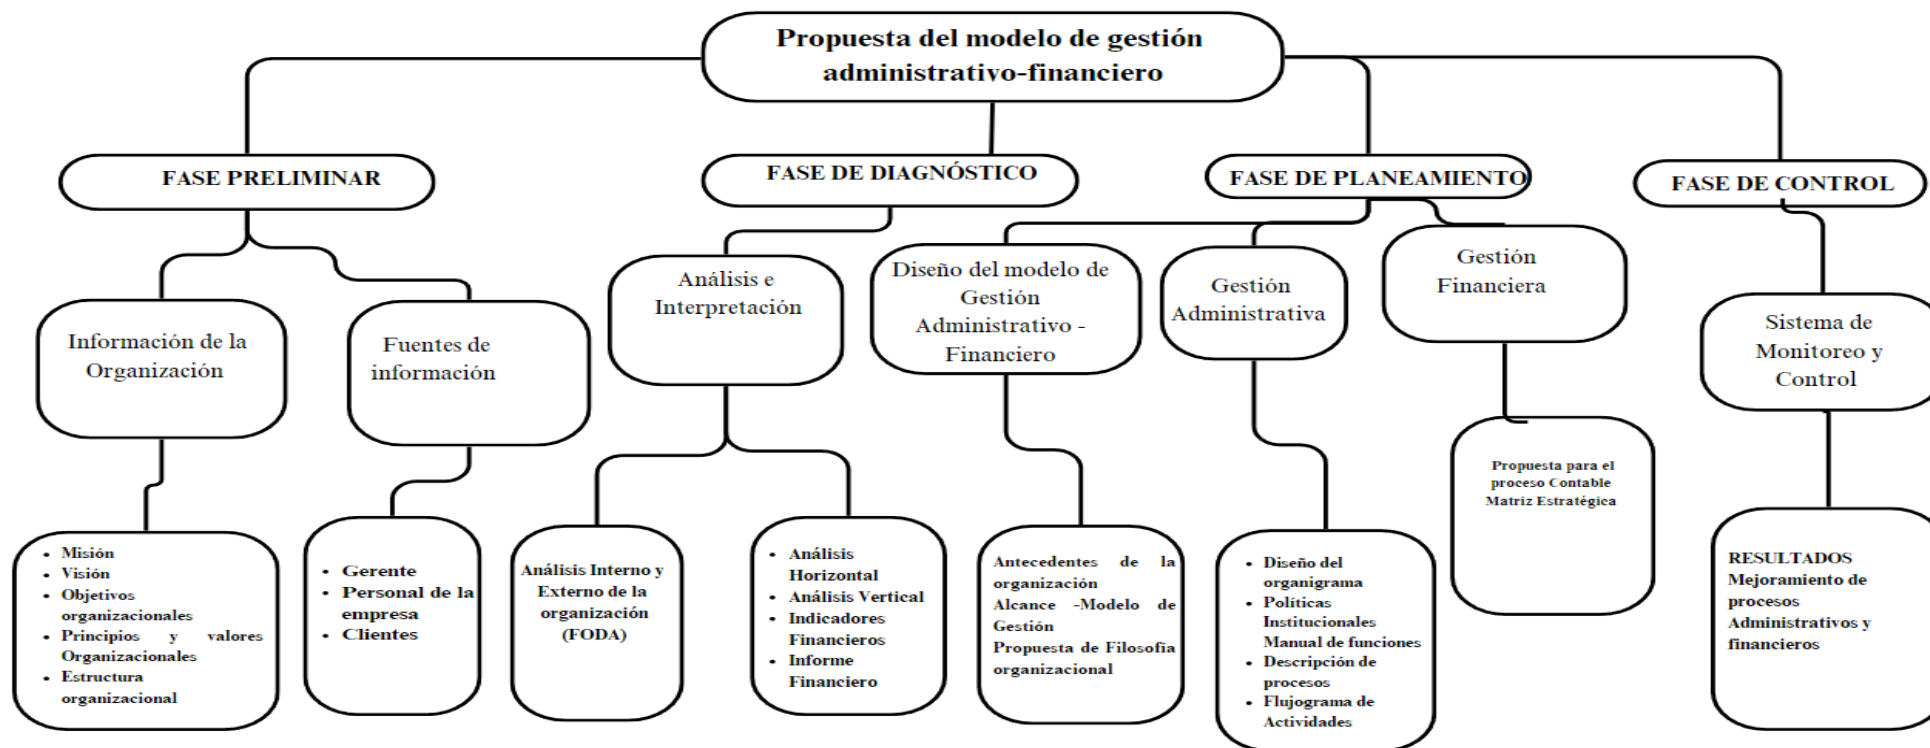 Propuesta del modelo de gestión
administrativo-financiero
FASE PRELIMINAR
FASE DE DIAGNÓSTICO
FASE DE PLANEAMIENTO
FASE DE CONTROL
Información de la
Organización
Fuentes de
información
Análisis e
Interpretación
Diseño del modelo de
Gestión
Administrativo -
Financiero
Gestión
Administrativa
Gestión
Financiera
Sistema de
Monitoreo y
Control
• Misión
• Visión
• Objetivos
organizacionales
• Principios y valores
Organizacionales
• Estructura
organizacional
• Gerente
• Personal de la
empresa
• Clientes
Análisis Interno y
Externo de la
organización
(FODA)
• Análisis
Horizontal
• Análisis Vertical
• Indicadores
Financieros
• Informe
Financiero
Antecedentes de la
organización
Alcance -Modelo de
Gestión
Propuesta de Filosofía
organizacional
• Diseño del
organigrama
• Políticas
Institucionales
Manual de funciones
• Descripción de
procesos
• Flujograma de
Actividades
Propuesta para el
proceso Contable
Matriz Estratégica
RESULTADOS
Mejoramiento de
procesos
Administrativos y
financieros